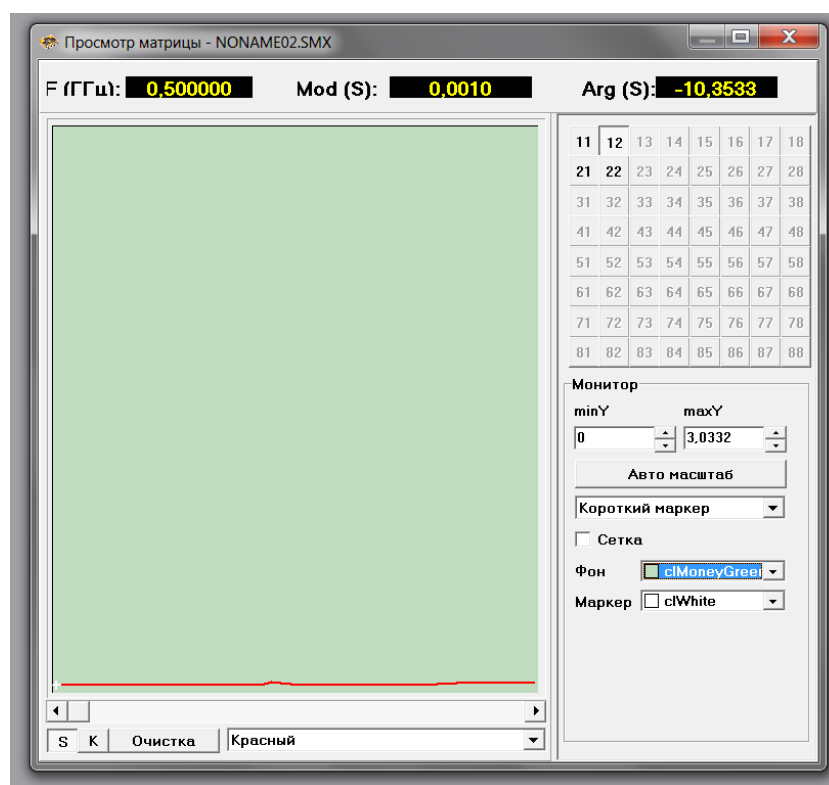 Просмотр матрицы - NONAME02.SMX
F (ГГц): 0,500000 Mod (S): 0,0010 Arg (S): -10,3533
11 12 13 14 15 16 17 18
21 22 23 24 25 26 27 28
31 32 33 34 35 36 37 38
41 42 43 44 45 46 47 48
51 52 53 54 55 56 57 58
61 62 63 64 65 66 67 68
71 72 73 74 75 76 77 78
81 82 83 84 85 86 87 88
Монитор
minY maxY
0 3,0332
Авто масштаб
Короткий маркер
Сетка
Фон clMoneyGreen
Маркер clWhite
S K Очистка Красный